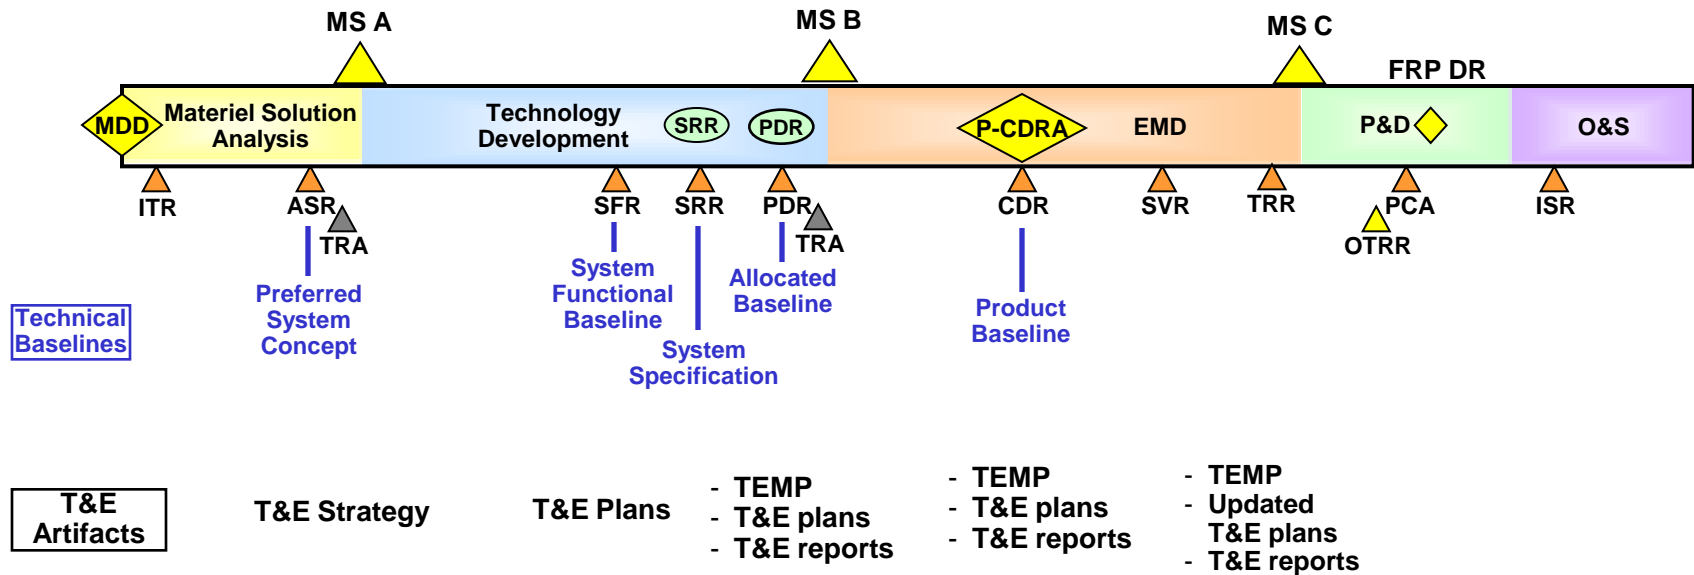 MS A
MS B
MS C
FRP DR
MDD
Materiel Solution
Analysis
Technology
Development
SRR
PDR
P-CDRA
EMD
P&D
O&S
ITR
ASR
TRA
SFR
SRR
PDR
TRA
CDR
SVR
TRR
PCA
OTRR
ISR
Technical
Baselines
Preferred
System
Concept
System
Functional
Baseline
System
Specification
Allocated
Baseline
Product
Baseline
T&E
Artifacts
T&E Strategy
T&E Plans
- TEMP
- T&E plans
- T&E reports
- TEMP
- T&E plans
- T&E reports
- TEMP
- Updated
T&E plans
- T&E reports